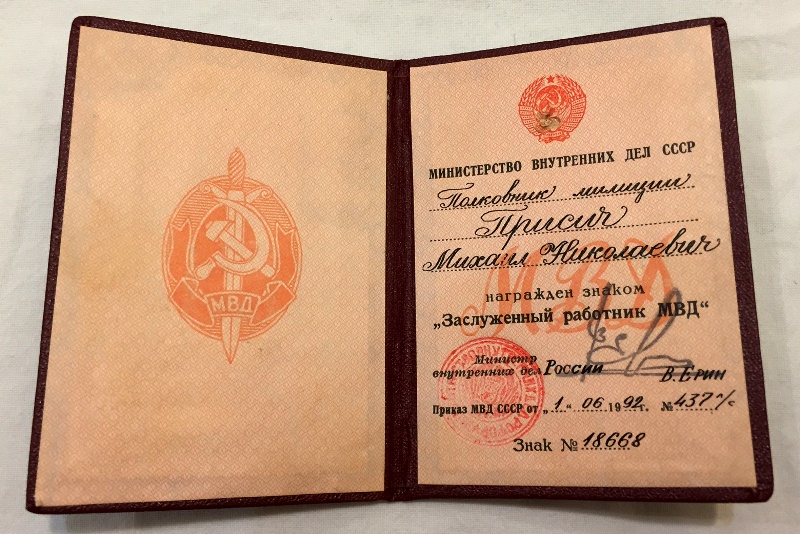 МВД
МИНИСТЕРСТВО ВНУТРЕННИХ ДЕЛ СССР
Полковник милиции
Присич
Михаил Николаевич
МВД
награжден знаком
„Заслуженный работник МВД“
Министр
внутренних дел России В. Ерин
Приказ МВД СССР от „1“ 06 1992 г. № 437 л/с
Знак № 18668